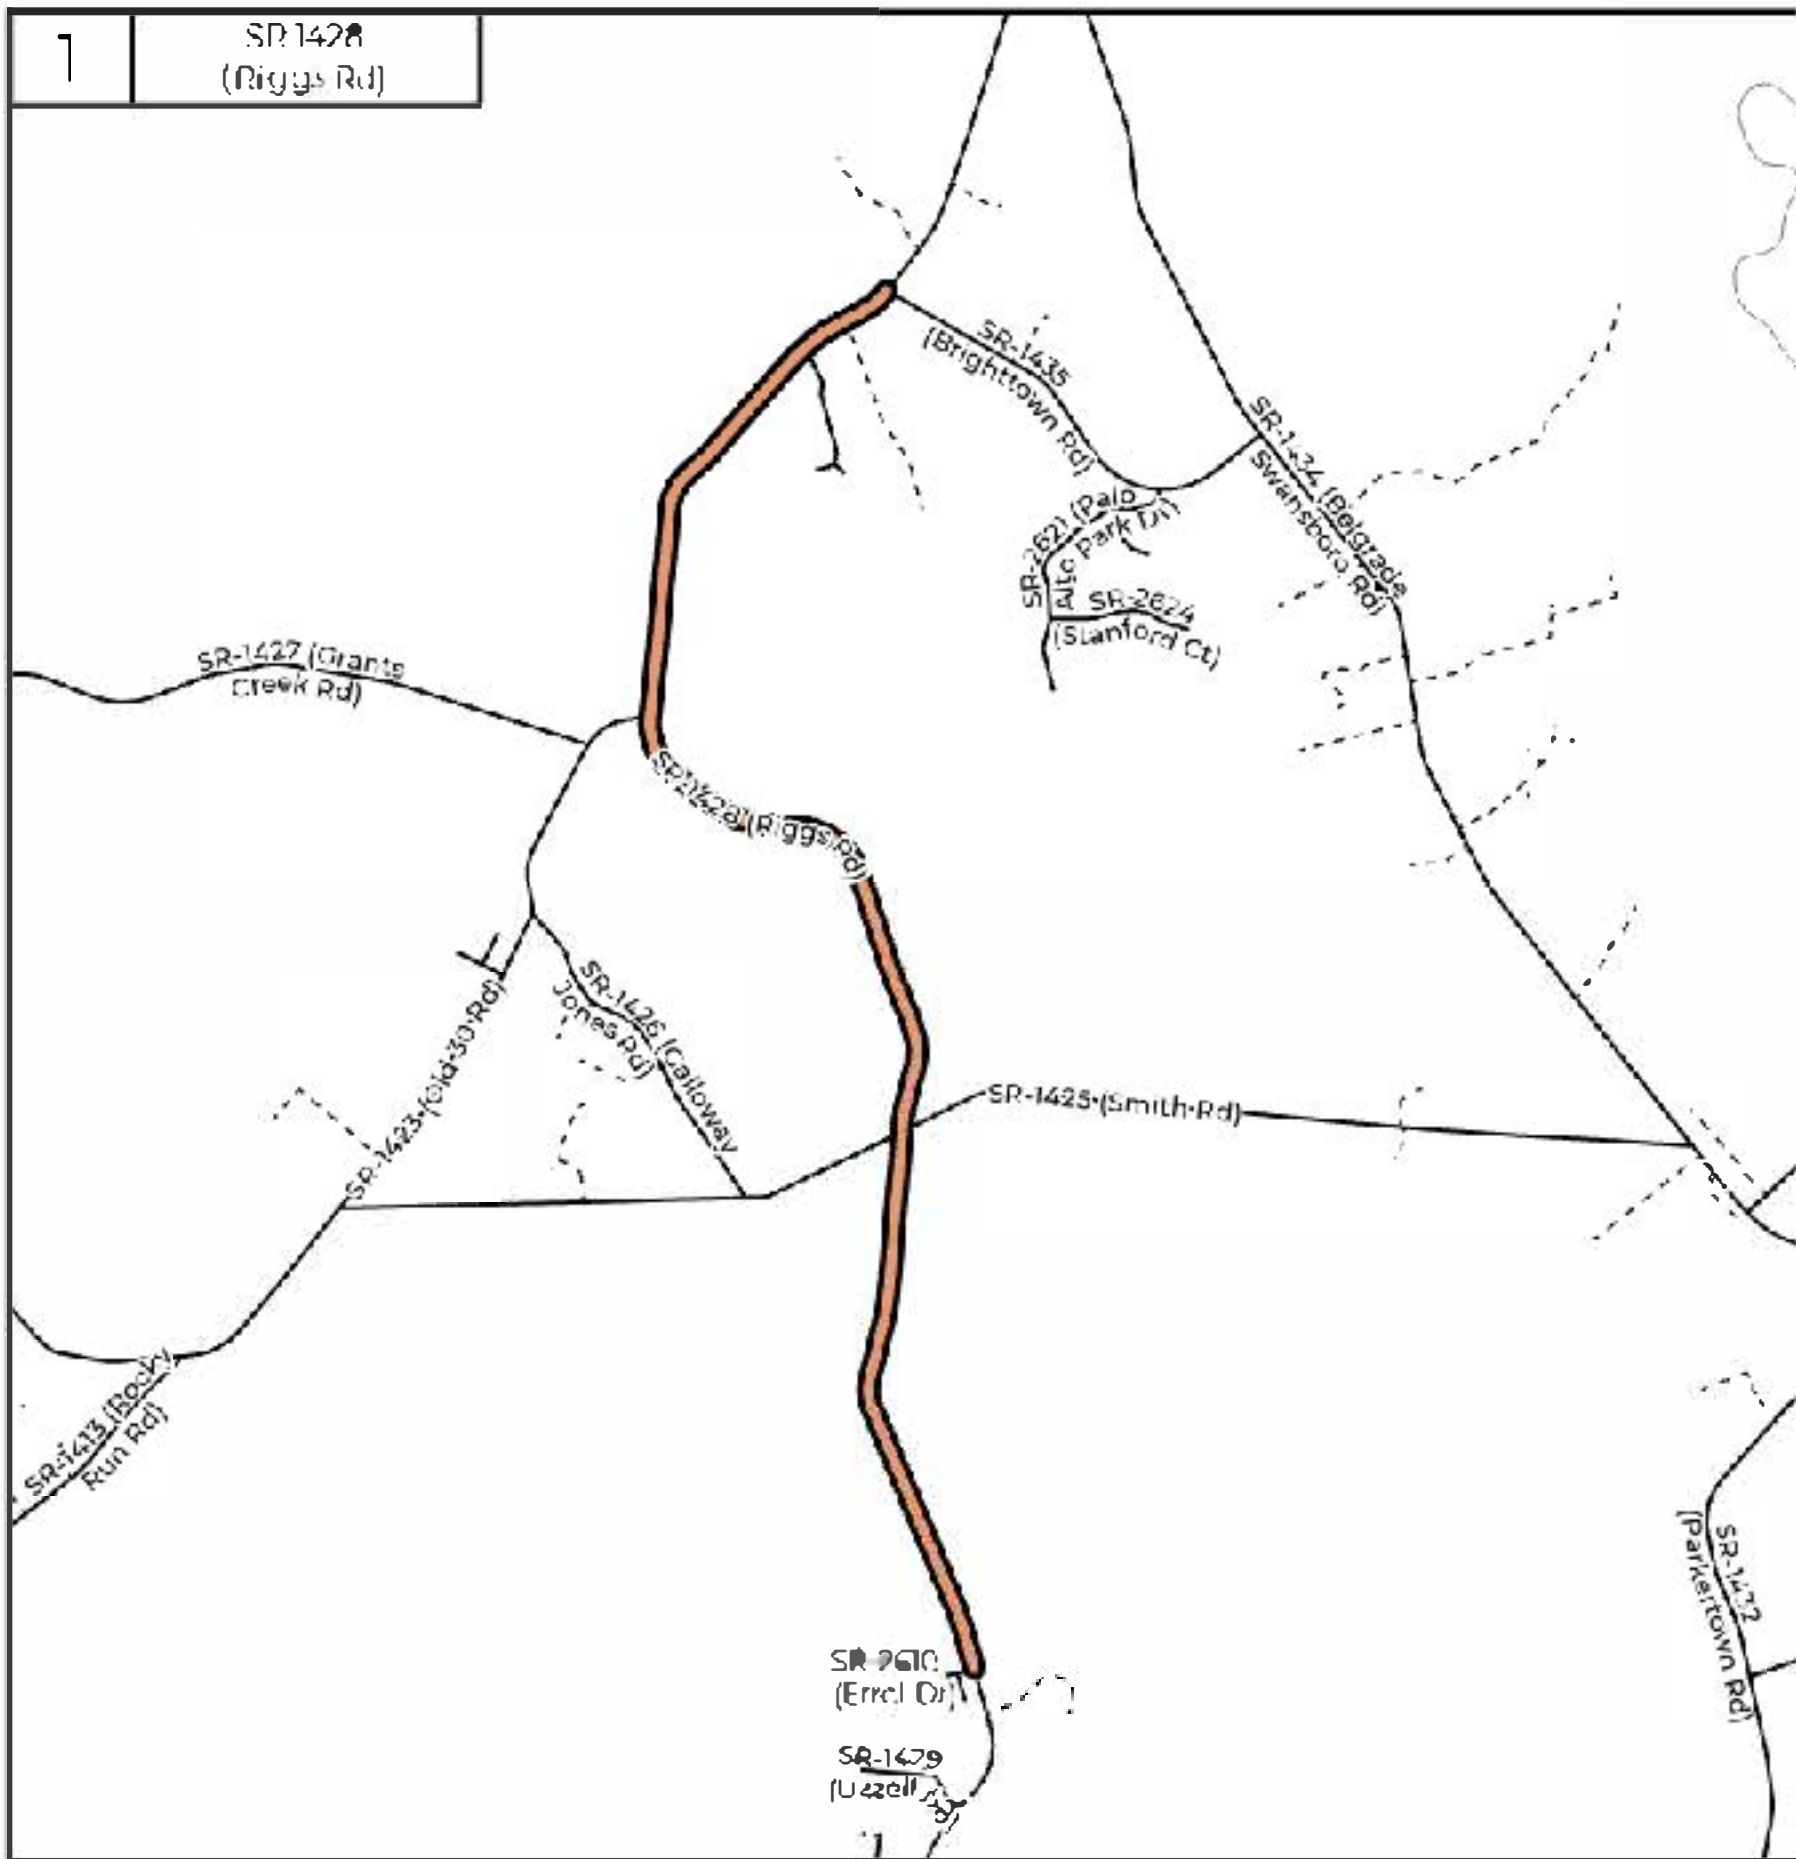 1
SR 1428
(Riggs Rd)
SR-1435
(Brighttown Rd)
SR-1434 (Belgrade
Swansboro Rd)
SR-2621 (Palo
Alto Park Dr)
SR-2624
(Stanford Ct)
SR-1427 (Grants
Creek Rd)
SR-1428 (Riggs Rd)
SR-1426 (Galloway
Jones Rd)
SR-1423 (Old 30 Rd)
SR-1425 (Smith Rd)
SR-1413 (Rocky
Run Rd)
SR-1432
(Parkertown Rd)
SR-2610
(Errol Dr)
SR-1429
(Uzzell